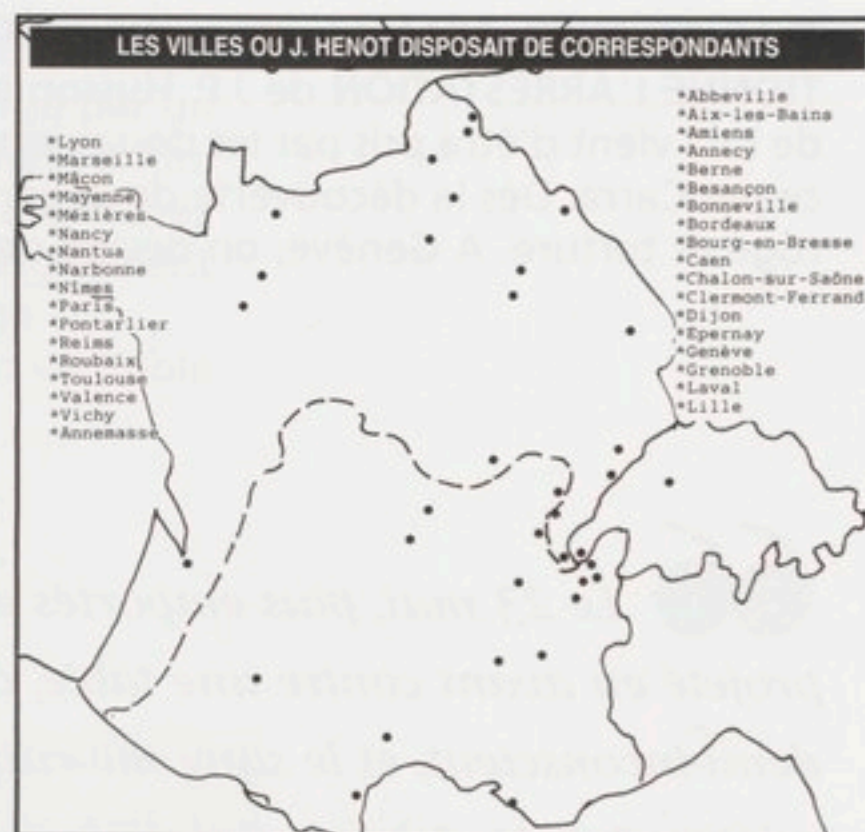 LES VILLES OU J. HENOT DISPOSAIT DE CORRESPONDANTS
*Lyon
*Marseille
*Mâcon
*Mayenne
*Mézières
*Nancy
*Nantua
*Narbonne
*Nîmes
*Paris
*Pontarlier
*Reims
*Roubaix
*Toulouse
*Valence
*Vichy
*Annemasse
*Abbeville
*Aix-les-Bains
*Amiens
*Annecy
*Berne
*Besançon
*Bonneville
*Bordeaux
*Bourg-en-Bresse
*Caen
*Chalon-sur-Saône
*Clermont-Ferrand
*Dijon
*Epernay
*Genève
*Grenoble
*Laval
*Lille